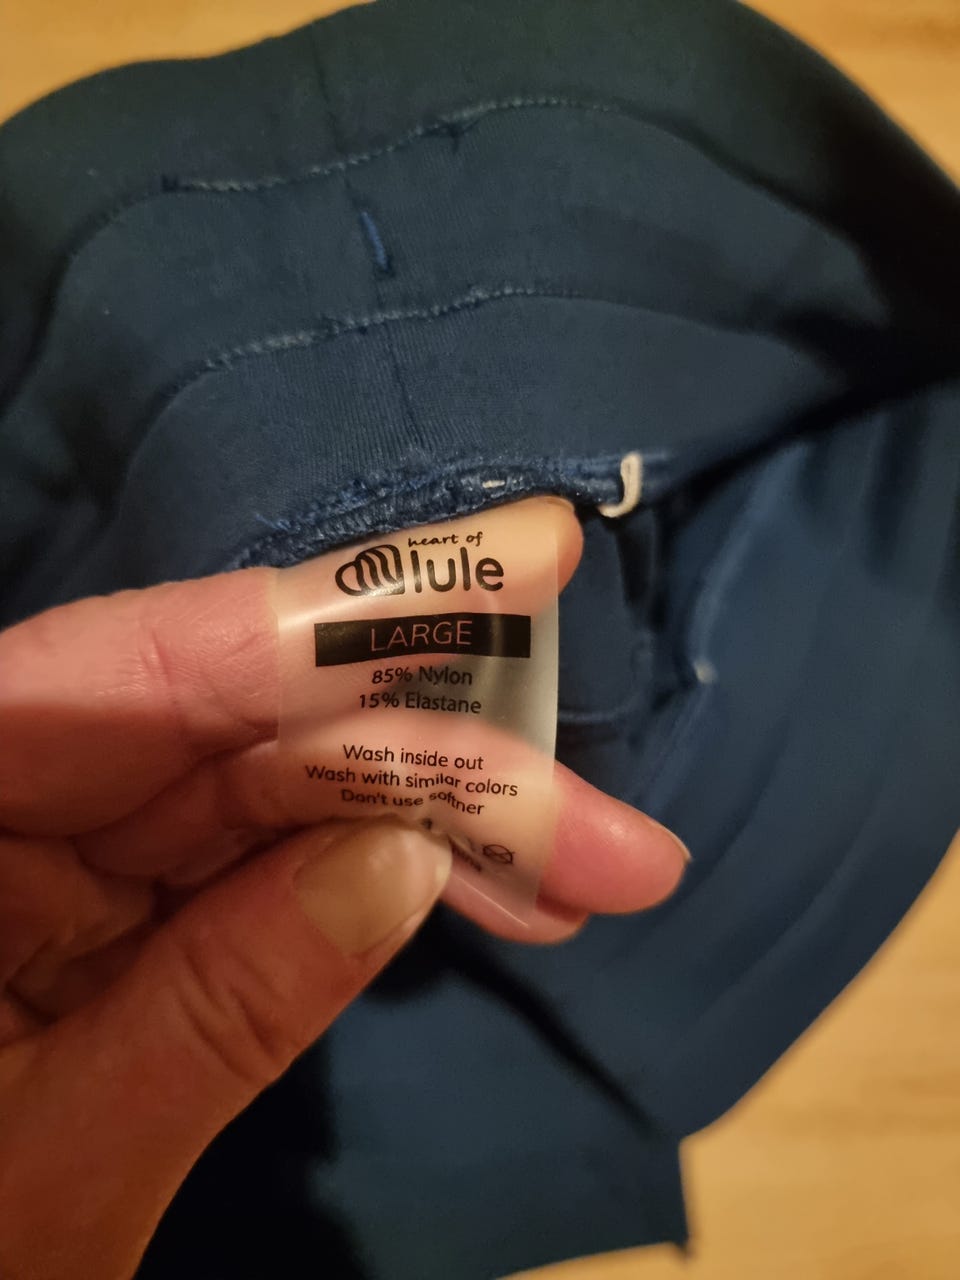 heart of
lule
LARGE
85% Nylon
15% Elastane
Wash inside out
Wash with similar colors
Don't use softner